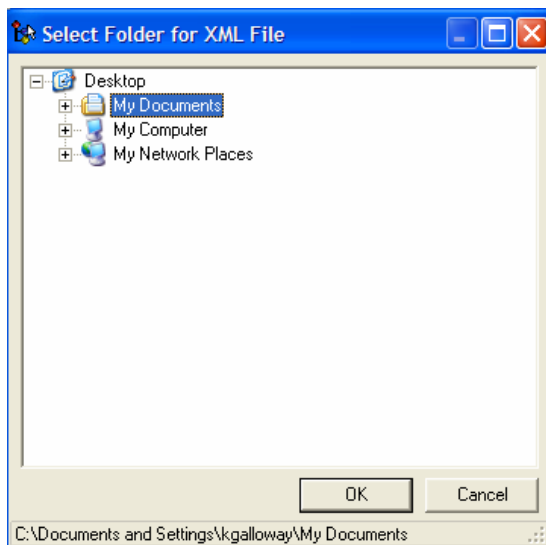 Select Folder for XML File
Desktop
My Documents
My Computer
My Network Places
OK Cancel
C:\Documents and Settings\kgalloway\My Documents